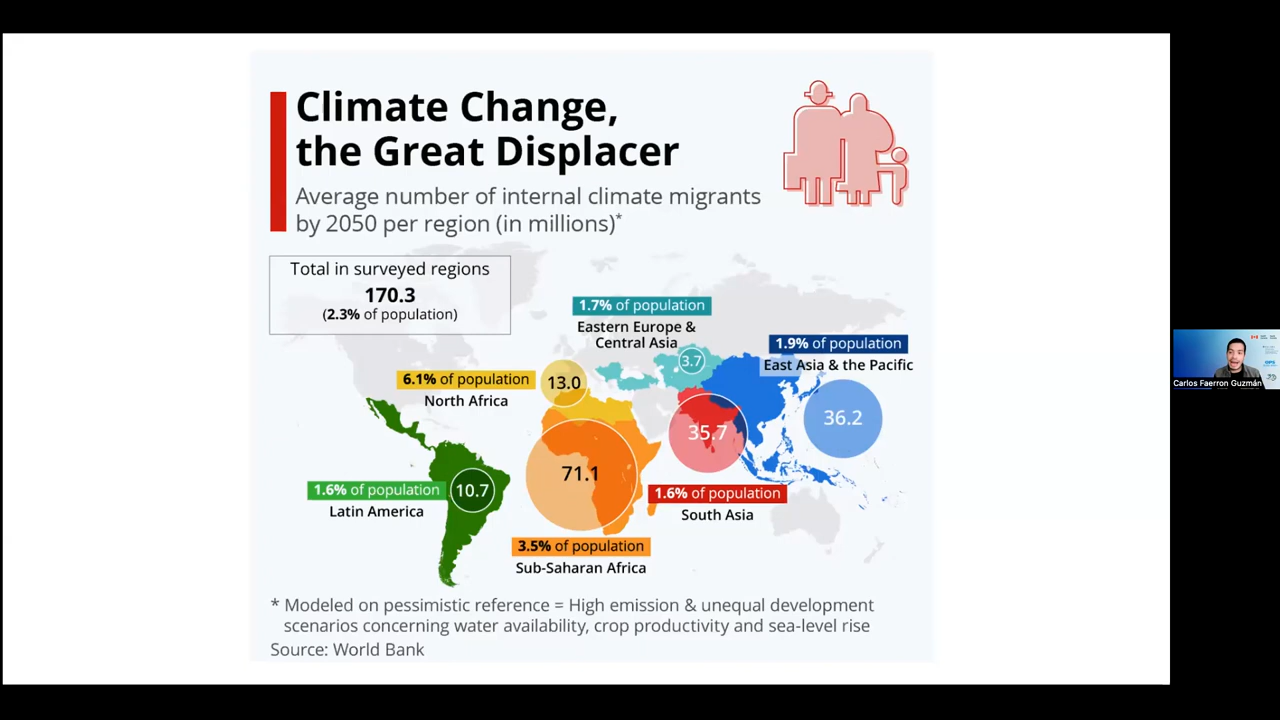 Climate Change,
the Great Displacer
Average number of internal climate migrants
by 2050 per region (in millions)*
Total in surveyed regions
170.3
(2.3% of population)
1.7% of population
Eastern Europe &
Central Asia
3.7
1.9% of population
East Asia & the Pacific
36.2
6.1% of population
North Africa
13.0
35.7
1.6% of population
South Asia
71.1
3.5% of population
Sub-Saharan Africa
1.6% of population
Latin America
10.7
* Modeled on pessimistic reference = High emission & unequal development
scenarios concerning water availability, crop productivity and sea-level rise
Source: World Bank
Carlos Faerron Guzmán